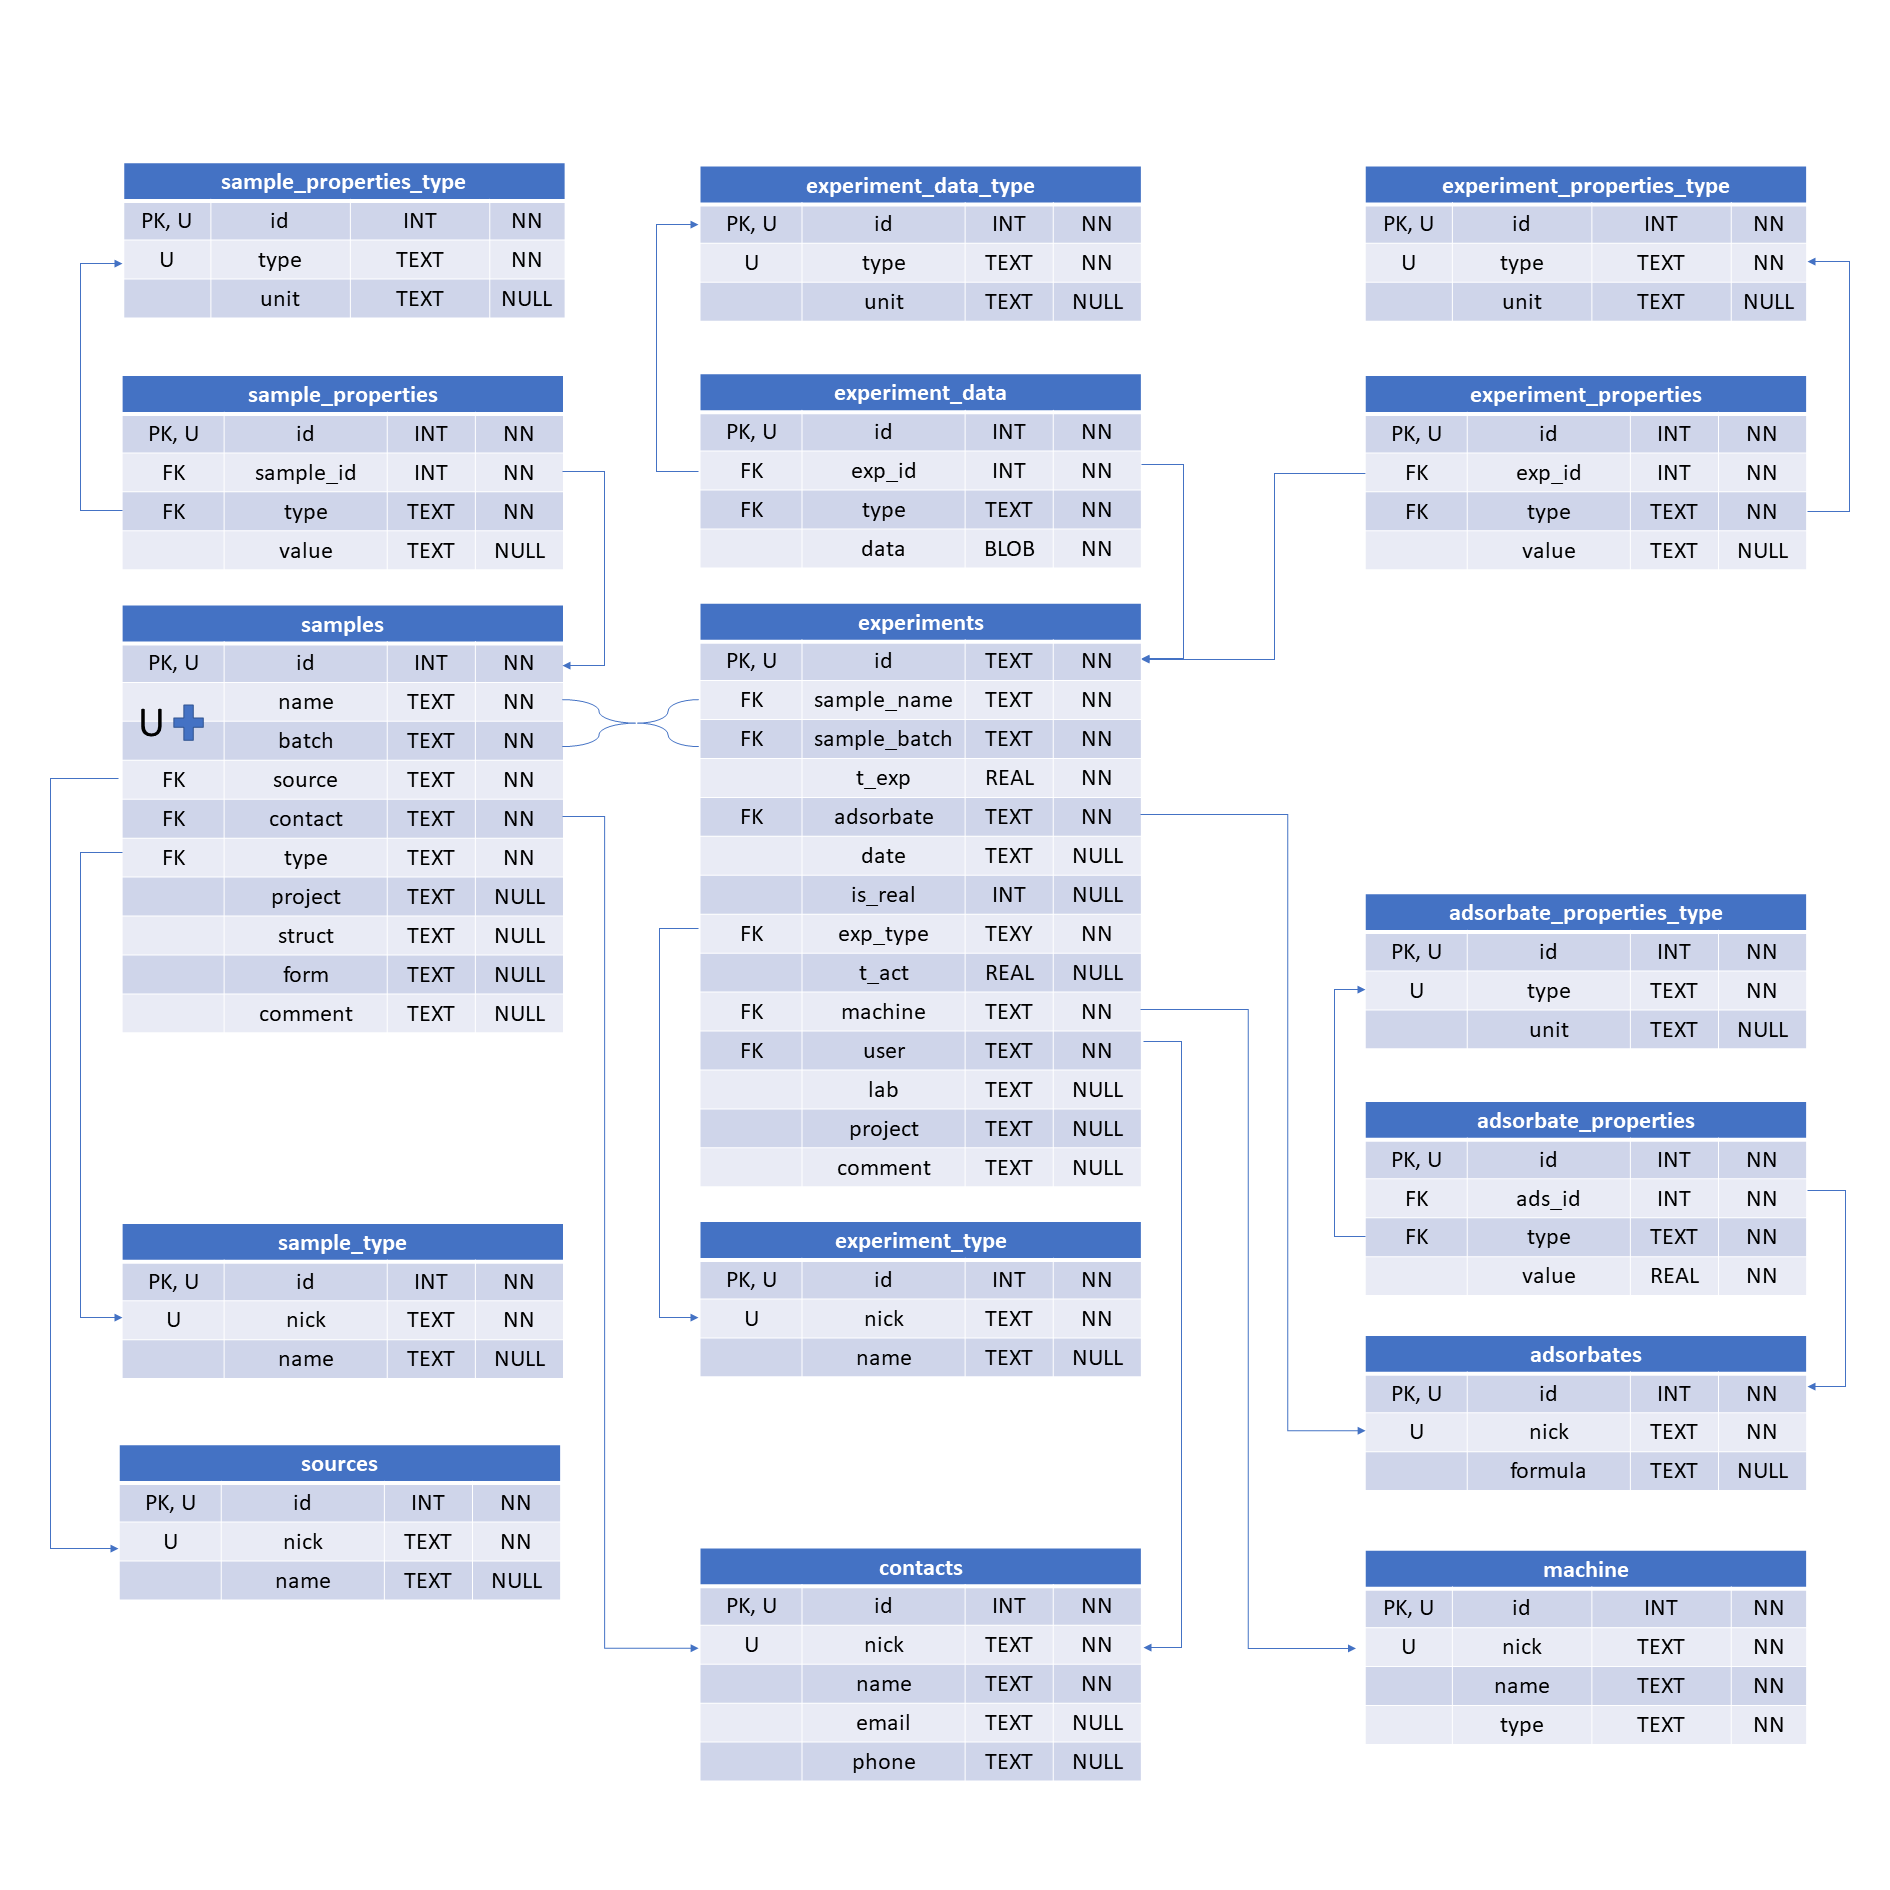 sample_properties_type
PK, U id INT NN
U type TEXT NN
unit TEXT NULL
sample_properties
PK, U id INT NN
FK sample_id INT NN
FK type TEXT NN
value TEXT NULL
samples
PK, U id INT NN
name TEXT NN
U
batch TEXT NN
FK source TEXT NN
FK contact TEXT NN
FK type TEXT NN
project TEXT NULL
struct TEXT NULL
form TEXT NULL
comment TEXT NULL
sample_type
PK, U id INT NN
U nick TEXT NN
name TEXT NULL
sources
PK, U id INT NN
U nick TEXT NN
name TEXT NULL
experiment_data_type
PK, U id INT NN
U type TEXT NN
unit TEXT NULL
experiment_data
PK, U id INT NN
FK exp_id INT NN
FK type TEXT NN
data BLOB NN
experiments
PK, U id TEXT NN
FK sample_name TEXT NN
FK sample_batch TEXT NN
t_exp REAL NN
FK adsorbate TEXT NN
date TEXT NULL
is_real INT NULL
FK exp_type TEXY NN
t_act REAL NULL
FK machine TEXT NN
FK user TEXT NN
lab TEXT NULL
project TEXT NULL
comment TEXT NULL
experiment_type
PK, U id INT NN
U nick TEXT NN
name TEXT NULL
contacts
PK, U id INT NN
U nick TEXT NN
name TEXT NN
email TEXT NULL
phone TEXT NULL
experiment_properties_type
PK, U id INT NN
U type TEXT NN
unit TEXT NULL
experiment_properties
PK, U id INT NN
FK exp_id INT NN
FK type TEXT NN
value TEXT NULL
adsorbate_properties_type
PK, U id INT NN
U type TEXT NN
unit TEXT NULL
adsorbate_properties
PK, U id INT NN
FK ads_id INT NN
FK type TEXT NN
value REAL NN
adsorbates
PK, U id INT NN
U nick TEXT NN
formula TEXT NULL
machine
PK, U id INT NN
U nick TEXT NN
name TEXT NN
type TEXT NN